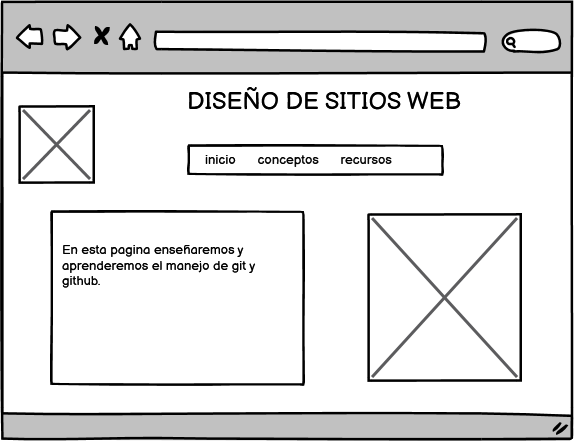 DISEÑO DE SITIOS WEB
inicio conceptos recursos
En esta pagina enseñaremos y
aprenderemos el manejo de git y
github.